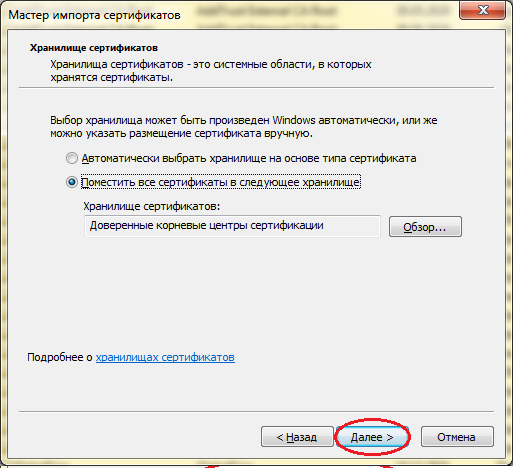 Мастер импорта сертификатов
Хранилище сертификатов
Хранилища сертификатов - это системные области, в которых
хранятся сертификаты.
Выбор хранилища может быть произведен Windows автоматически, или же
можно указать размещение сертификата вручную.
Автоматически выбрать хранилище на основе типа сертификата
Поместить все сертификаты в следующее хранилище
Хранилище сертификатов:
Доверенные корневые центры сертификации
Обзор...
Подробнее о хранилищах сертификатов
< Назад
Далее >
Отмена